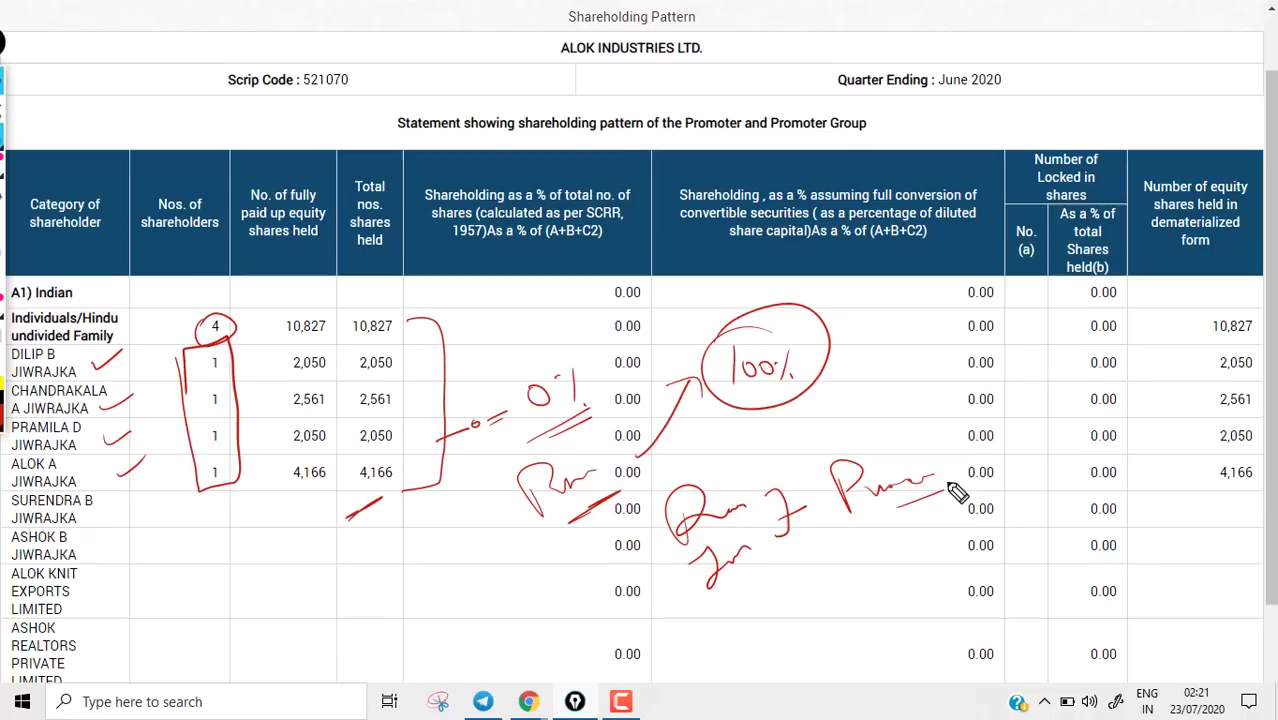 Shareholding Pattern
ALOK INDUSTRIES LTD.
Scrip Code : 521070
Quarter Ending : June 2020
Statement showing shareholding pattern of the Promoter and Promoter Group
Category of
shareholder
Nos. of
shareholders
No. of fully
paid up equity
shares held
Total
nos.
shares
held
Shareholding as a % of total no. of
shares (calculated as per SCRR,
1957)As a % of (A+B+C2)
Shareholding , as a % assuming full conversion of
convertible securities ( as a percentage of diluted
share capital)As a % of (A+B+C2)
Number of
Locked in
shares
No.
(a)
As a % of
total
Shares
held(b)
Number of equity
shares held in
dematerialized
form
A1) Indian 0.00 0.00 0.00
Individuals/Hindu
undivided Family
4 10,827 10,827 0.00 0.00 0.00 10,827
DILIP B
JIWRAJKA
1 2,050 2,050 0.00 0.00 0.00 2,050
CHANDRAKALA
A JIWRAJKA
1 2,561 2,561 0.00 0.00 0.00 2,561
PRAMILA D
JIWRAJKA
1 2,050 2,050 0.00 0.00 0.00 2,050
ALOK A
JIWRAJKA
1 4,166 4,166 0.00 0.00 0.00 4,166
SURENDRA B
JIWRAJKA
0.00 0.00 0.00
ASHOK B
JIWRAJKA
0.00 0.00 0.00
ALOK KNIT
EXPORTS
LIMITED
0.00 0.00 0.00
ASHOK
REALTORS
PRIVATE
LIMITED
0.00 0.00 0.00
= 0%
100%
Type here to search
ENG
IN
02:21
23/07/2020